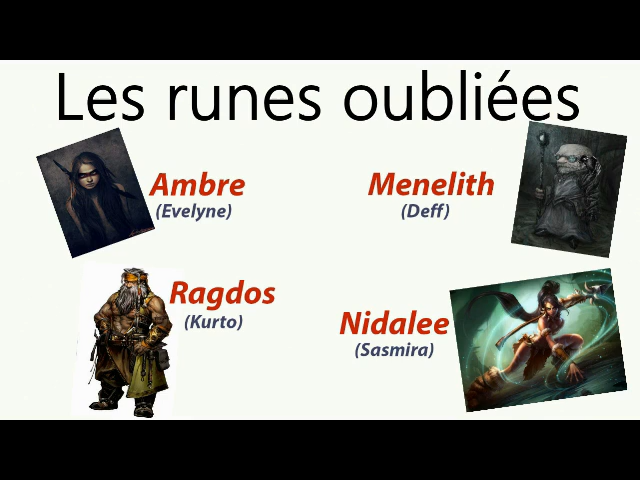 Les runes oubliées
Ambre
(Evelyne)
Menelith
(Deff)
Ragdos
(Kurto)
Nidalee
(Sasmira)